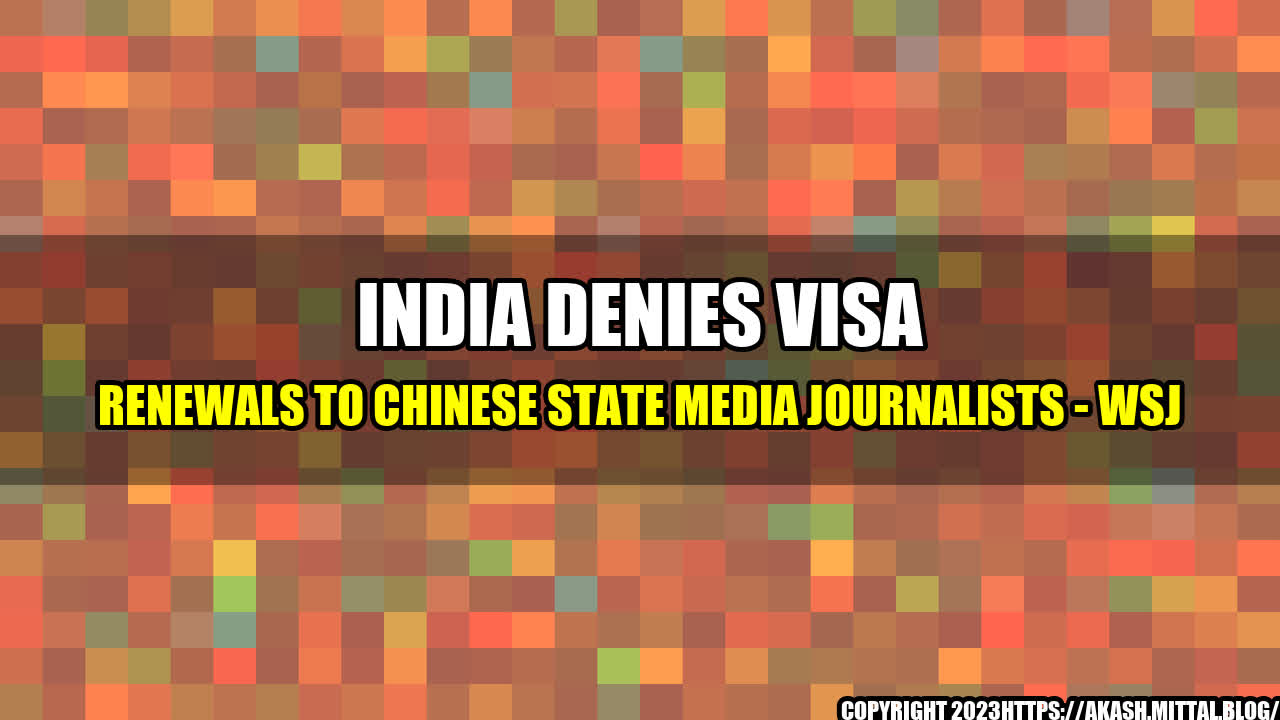 INDIA DENIES VISA
RENEWALS TO CHINESE STATE MEDIA JOURNALISTS - WSJ
COPYRIGHT 2023HTTPS://AKASH.MITTAL.BLOG/